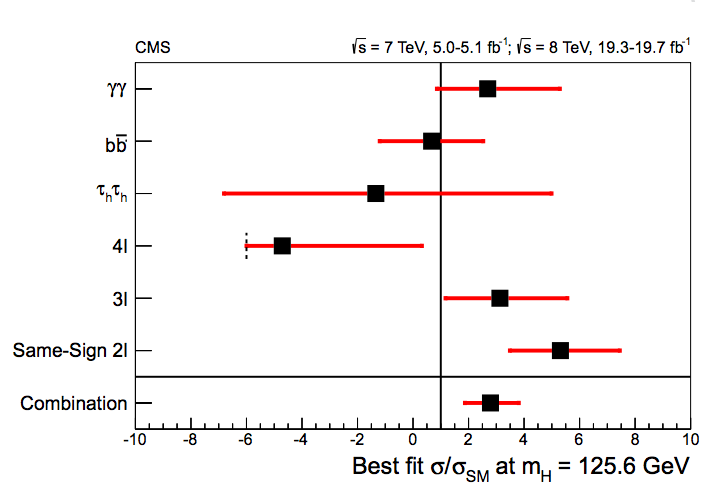 CMS √s = 7 TeV, 5.0-5.1 fb⁻¹; √s = 8 TeV, 19.3-19.7 fb⁻¹
γγ
bb̅
τₕτₕ
4l
3l
Same-Sign 2l
Combination
-10 -8 -6 -4 -2 0 2 4 6 8 10
Best fit σ/σ_SM at m_H = 125.6 GeV